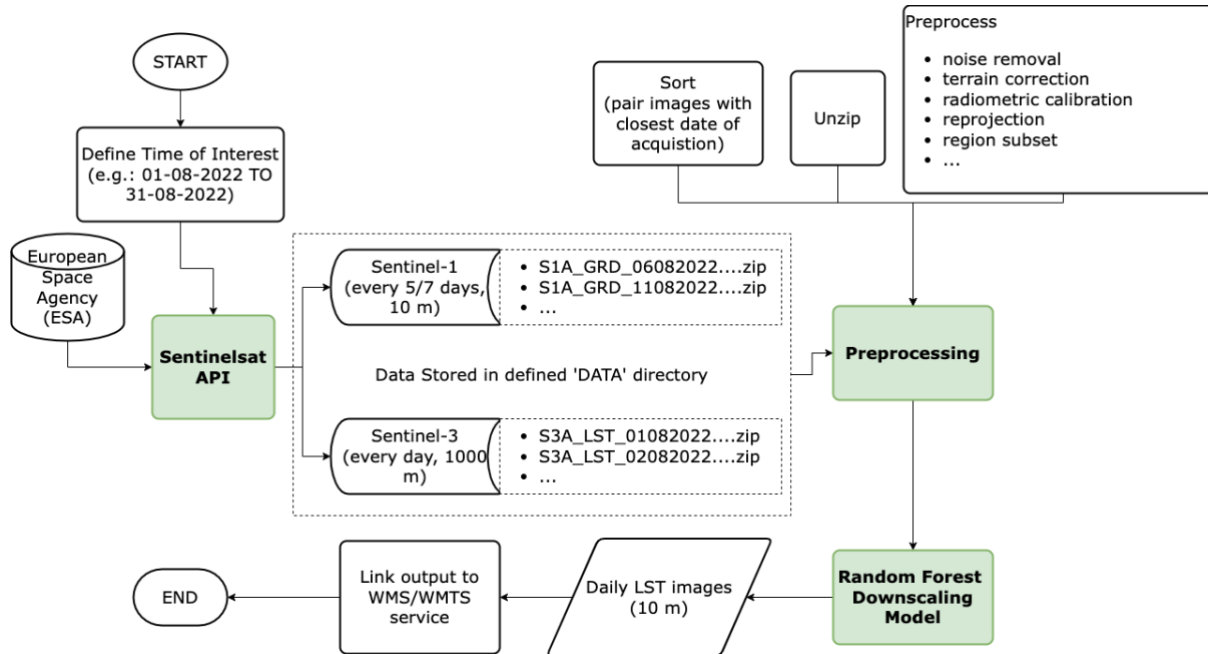 START
Define Time of Interest
(e.g.: 01-08-2022 TO
31-08-2022)
European
Space
Agency
(ESA)
Sentinelsat
API
Sentinel-1
(every 5/7 days,
10 m)
• S1A_GRD_06082022....zip
• S1A_GRD_11082022....zip
• ...
Data Stored in defined 'DATA' directory
Sentinel-3
(every day, 1000
m)
• S3A_LST_01082022....zip
• S3A_LST_02082022....zip
• ...
Sort
(pair images with
closest date of
acquistion)
Unzip
Preprocess
• noise removal
• terrain correction
• radiometric calibration
• reprojection
• region subset
• ...
Preprocessing
Random Forest
Downscaling
Model
Daily LST images
(10 m)
Link output to
WMS/WMTS
service
END